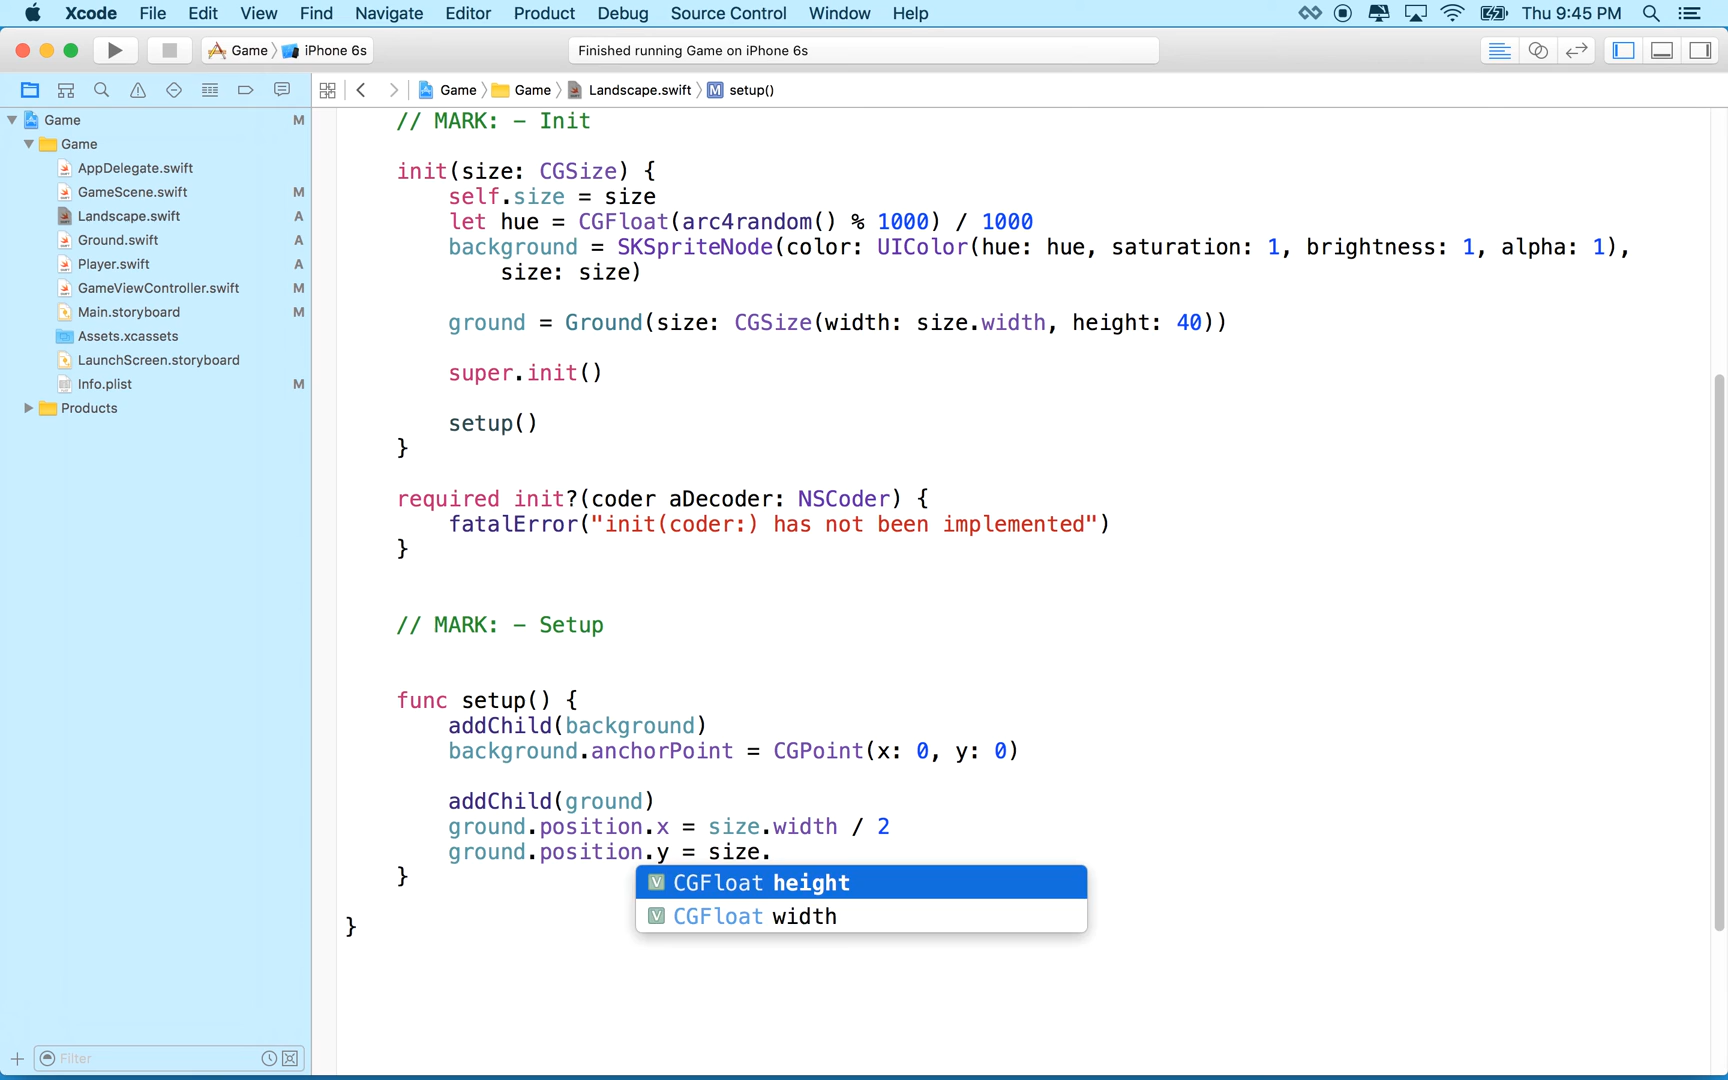 Xcode File Edit View Find Navigate Editor Product Debug Source Control Window Help Thu 9:45 PM
Game iPhone 6s Finished running Game on iPhone 6s
Game Game Landscape.swift M setup()
Game M
Game
AppDelegate.swift
GameScene.swift M
Landscape.swift A
Ground.swift A
Player.swift A
GameViewController.swift M
Main.storyboard M
Assets.xcassets
LaunchScreen.storyboard
Info.plist M
Products
Filter
// MARK: – Init
init(size: CGSize) {
self.size = size
let hue = CGFloat(arc4random() % 1000) / 1000
background = SKSpriteNode(color: UIColor(hue: hue, saturation: 1, brightness: 1, alpha: 1),
size: size)
ground = Ground(size: CGSize(width: size.width, height: 40))
super.init()
setup()
}
required init?(coder aDecoder: NSCoder) {
fatalError("init(coder:) has not been implemented")
}
// MARK: – Setup
func setup() {
addChild(background)
background.anchorPoint = CGPoint(x: 0, y: 0)
addChild(ground)
ground.position.x = size.width / 2
ground.position.y = size.
}
V CGFloat height
V CGFloat width
}